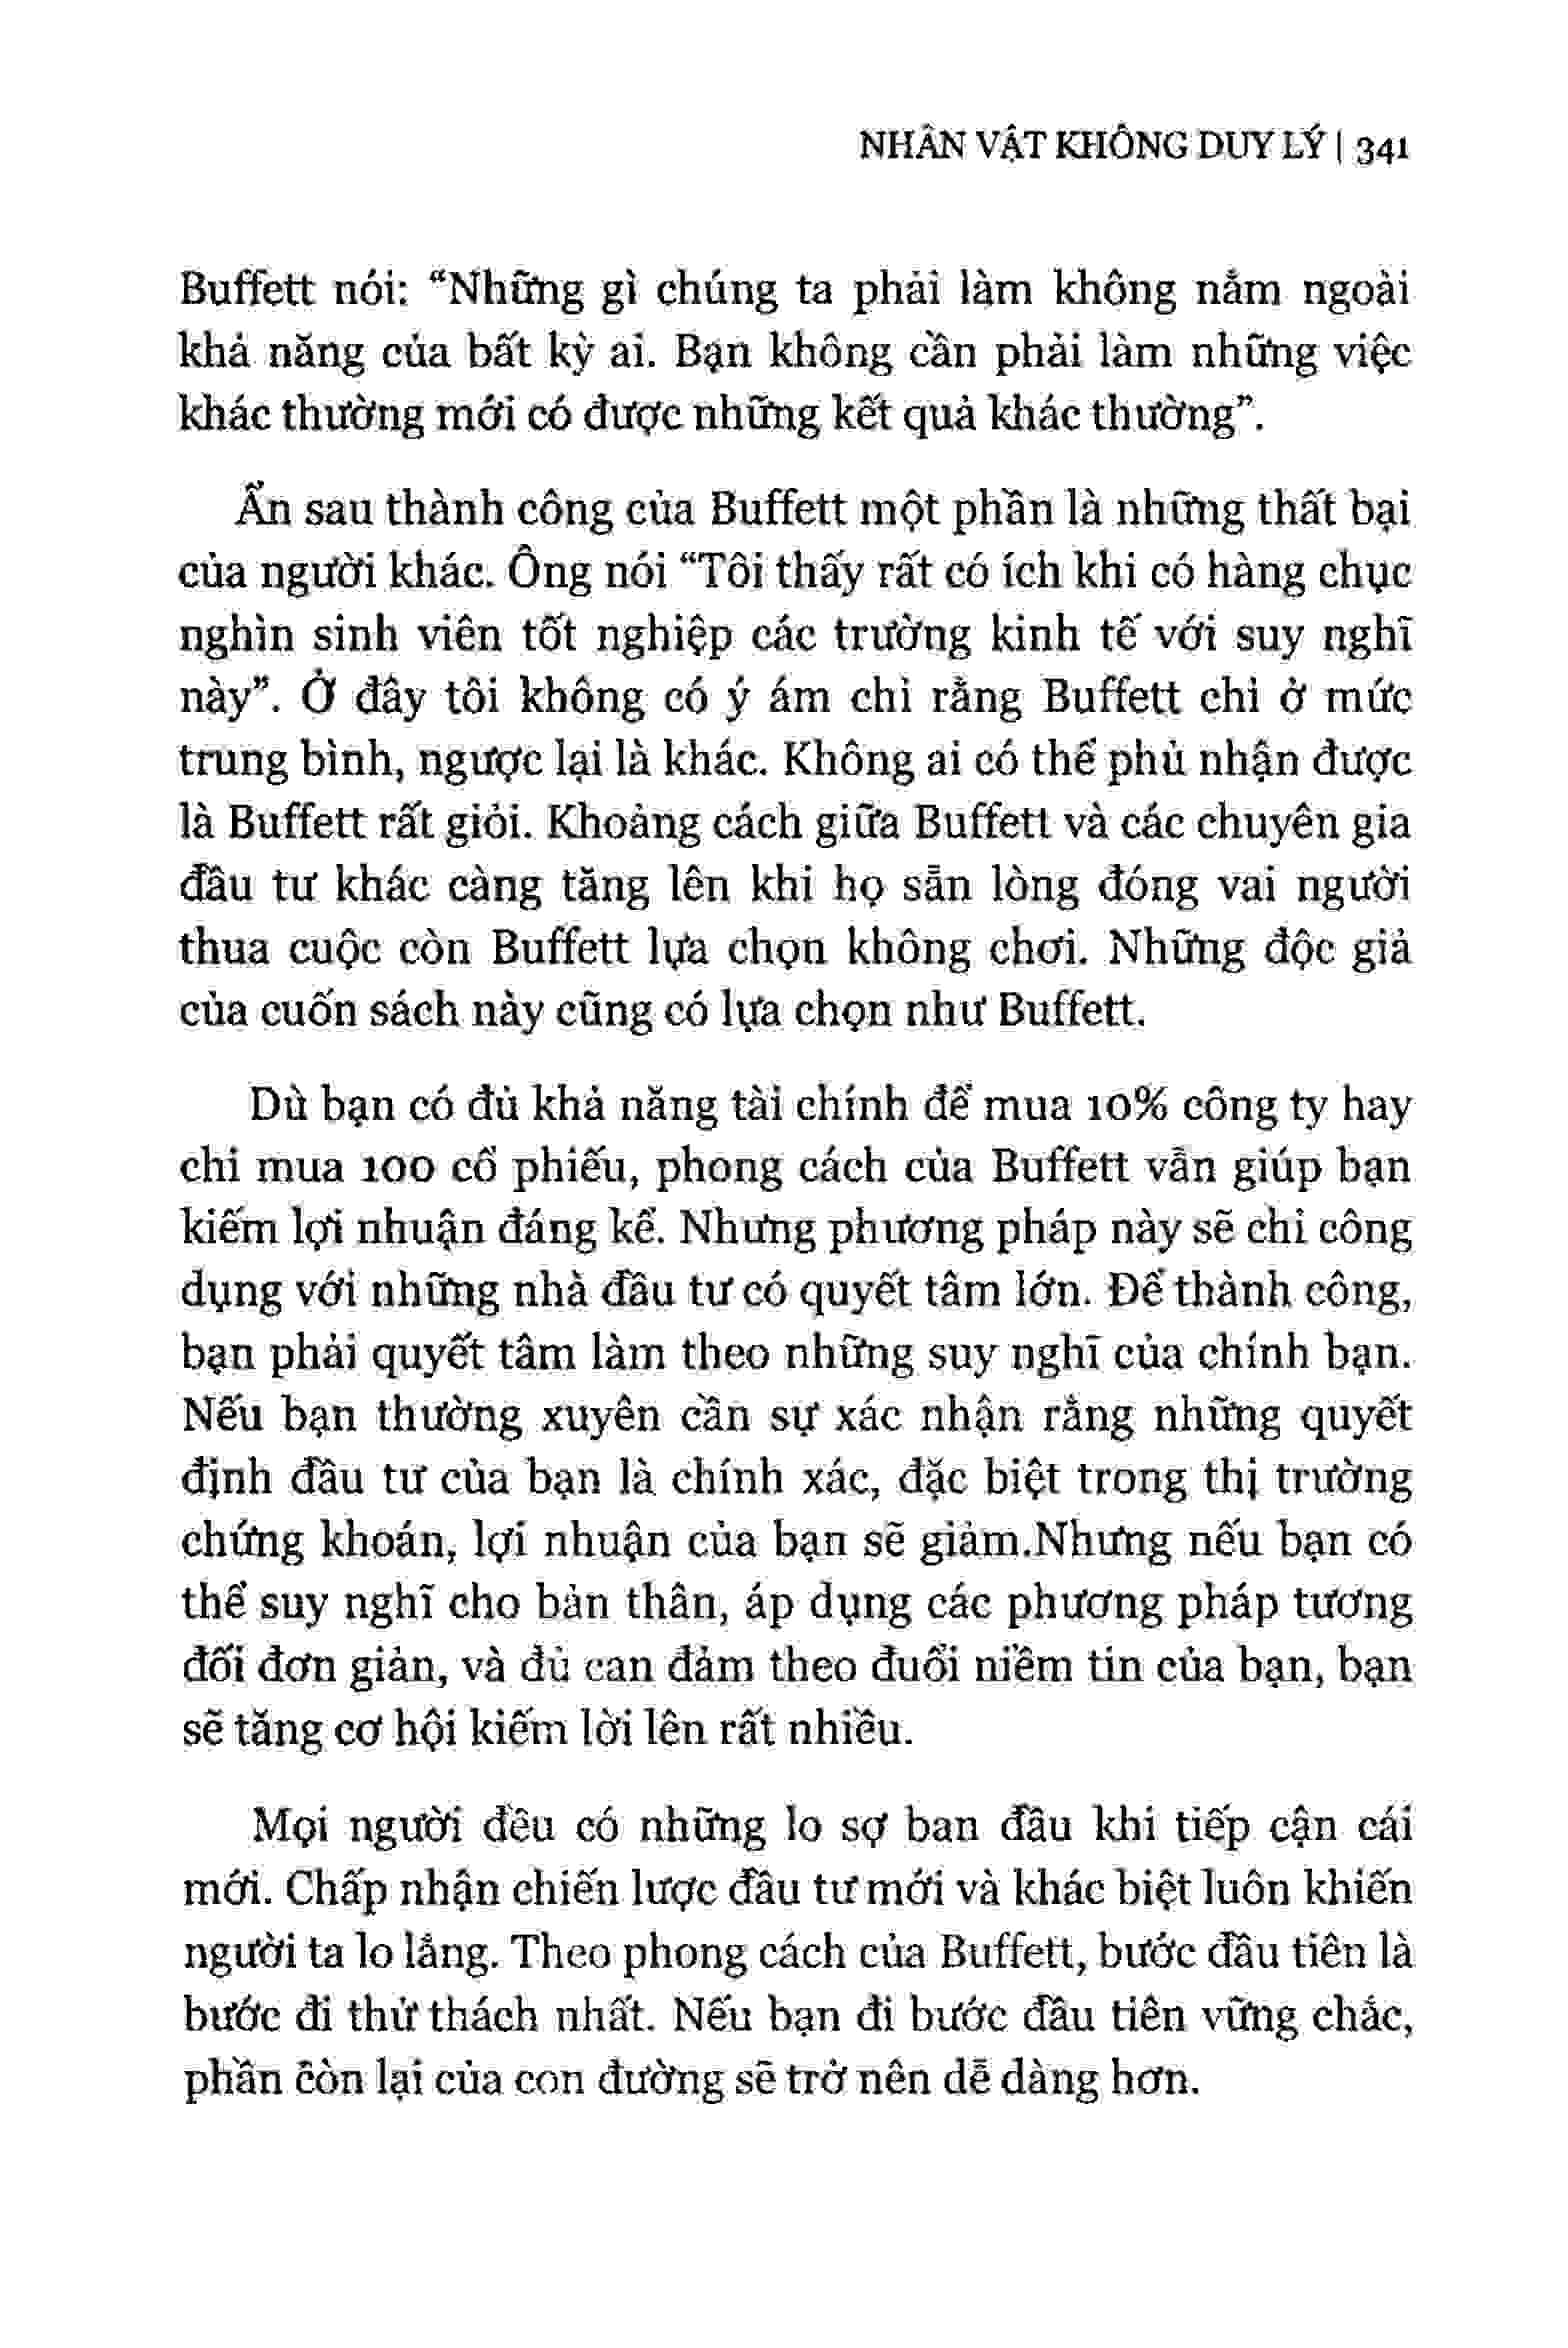 NHÂN VẬT KHÔNG DUY LÝ | 341
Buffett nói: “Những gì chúng ta phải làm không nằm ngoài
khả năng của bất kỳ ai. Bạn không cần phải làm những việc
khác thường mới có được những kết quả khác thường”.
Ẩn sau thành công của Buffett một phần là những thất bại
của người khác. Ông nói “Tôi thấy rất có ích khi có hàng chục
nghìn sinh viên tốt nghiệp các trường kinh tế với suy nghĩ
này”. Ở đây tôi không có ý ám chỉ rằng Buffett chỉ ở mức
trung bình, ngược lại là khác. Không ai có thể phủ nhận được
là Buffett rất giỏi. Khoảng cách giữa Buffett và các chuyên gia
đầu tư khác càng tăng lên khi họ sẵn lòng đóng vai người
thua cuộc còn Buffett lựa chọn không chơi. Những độc giả
của cuốn sách này cũng có lựa chọn như Buffett.
Dù bạn có đủ khả năng tài chính để mua 10% công ty hay
chỉ mua 100 cổ phiếu, phong cách của Buffett vẫn giúp bạn
kiếm lợi nhuận đáng kể. Nhưng phương pháp này sẽ chỉ công
dụng với những nhà đầu tư có quyết tâm lớn. Để thành công,
bạn phải quyết tâm làm theo những suy nghĩ của chính bạn.
Nếu bạn thường xuyên cần sự xác nhận rằng những quyết
định đầu tư của bạn là chính xác, đặc biệt trong thị trường
chứng khoán, lợi nhuận của bạn sẽ giảm.Nhưng nếu bạn có
thể suy nghĩ cho bản thân, áp dụng các phương pháp tương
đối đơn giản, và đủ can đảm theo đuổi niềm tin của bạn, bạn
sẽ tăng cơ hội kiếm lời lên rất nhiều.
Mọi người đều có những lo sợ ban đầu khi tiếp cận cái
mới. Chấp nhận chiến lược đầu tư mới và khác biệt luôn khiến
người ta lo lắng. Theo phong cách của Buffett, bước đầu tiên là
bước đi thử thách nhất. Nếu bạn đi bước đầu tiên vững chắc,
phần còn lại của con đường sẽ trở nên dễ dàng hơn.